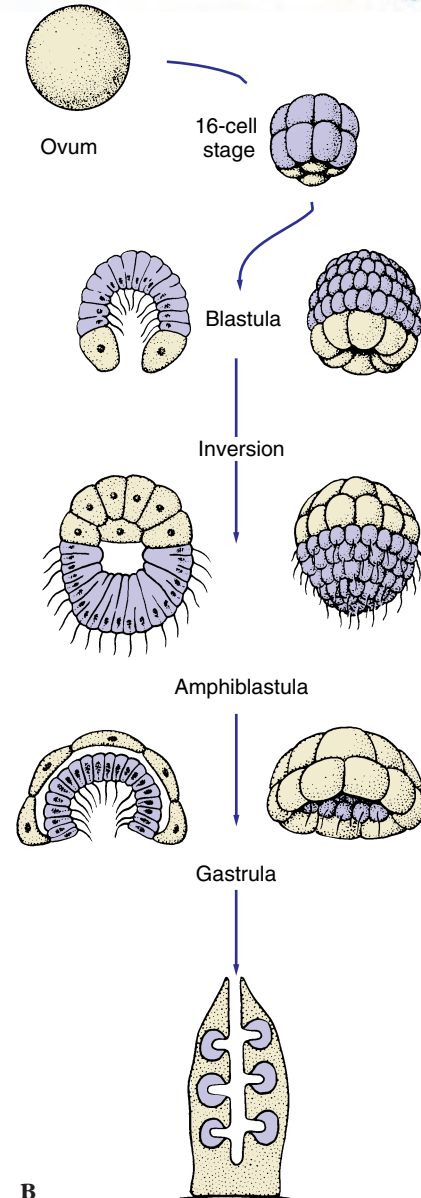 Ovum
16-cell
stage
Blastula
Inversion
Amphiblastula
Gastrula
B